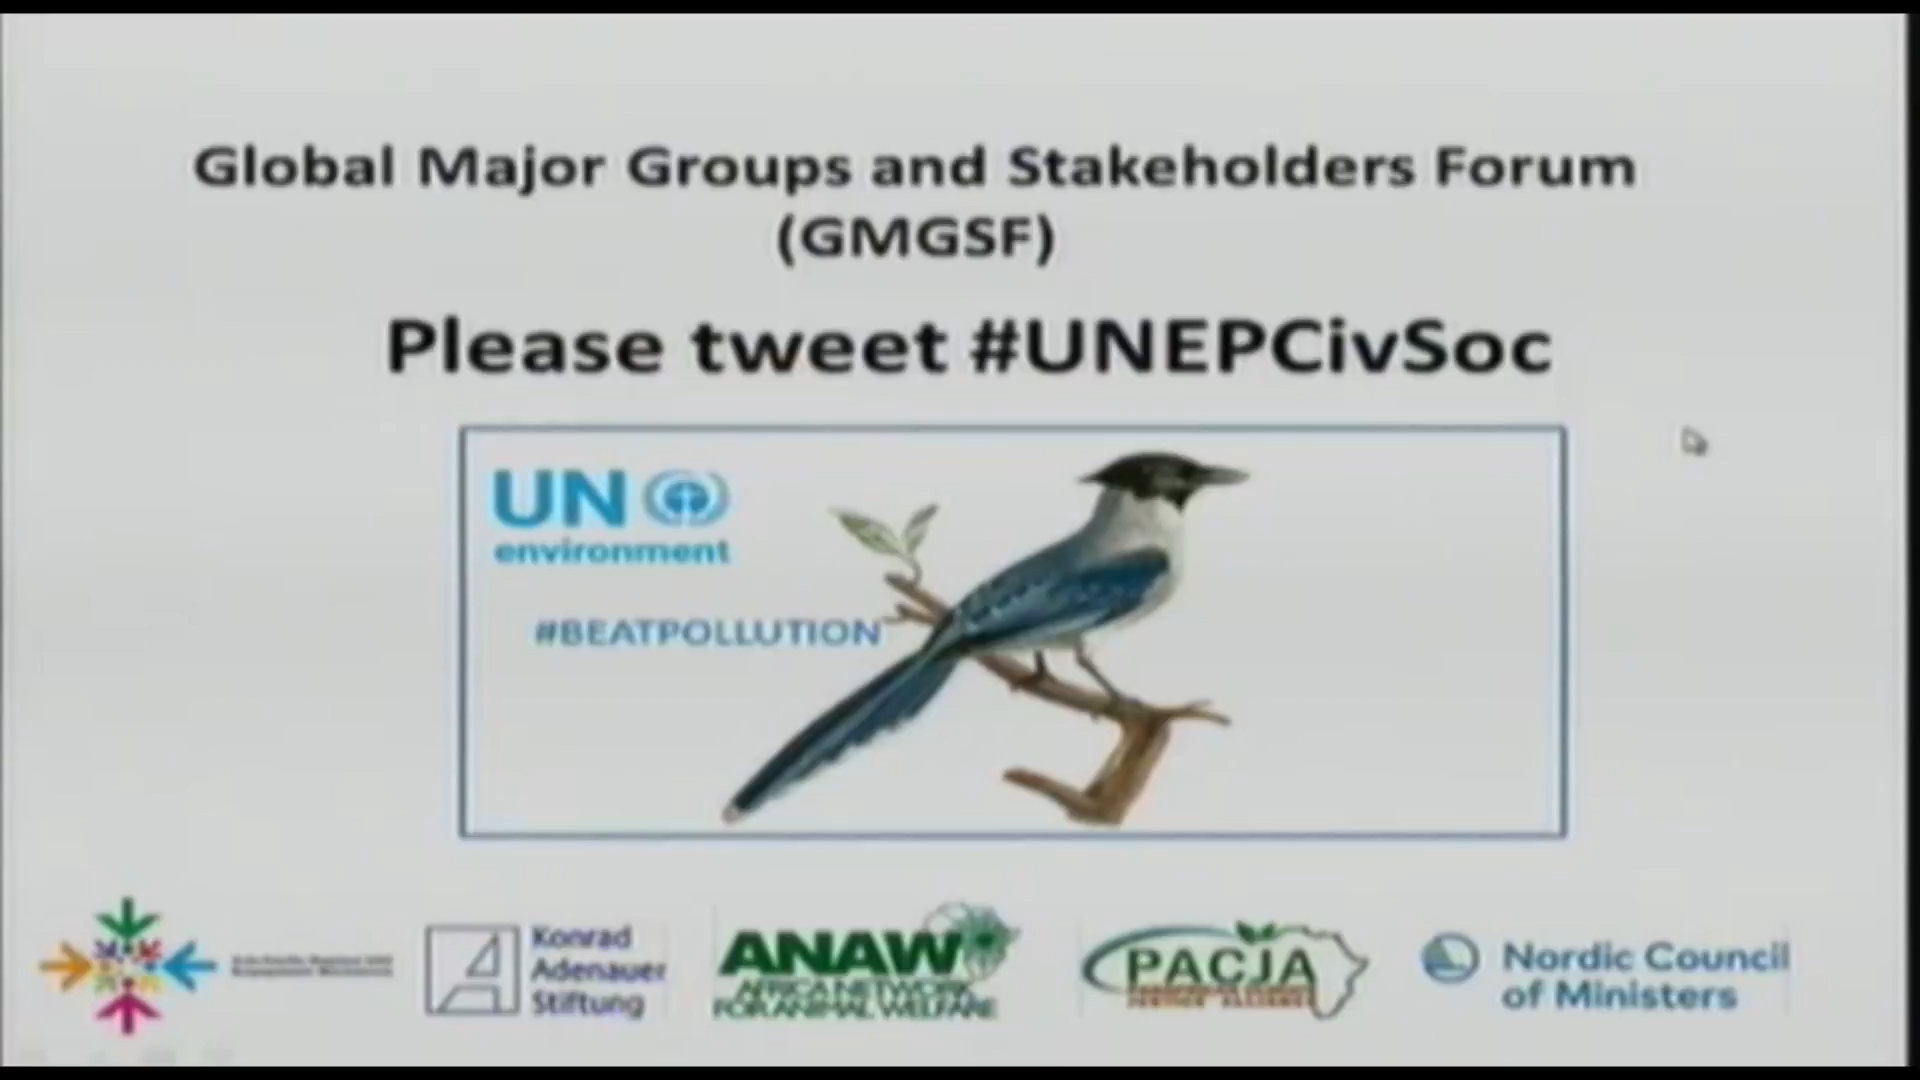 Global Major Groups and Stakeholders Forum
(GMGSF)
Please tweet #UNEPCivSoc
UN
environment
#BEATPOLLUTION
Konrad
Adenauer
Stiftung
ANAW
AFRICA NETWORK
FOR ANIMAL WELFARE
PACJA
Nordic Council
of Ministers